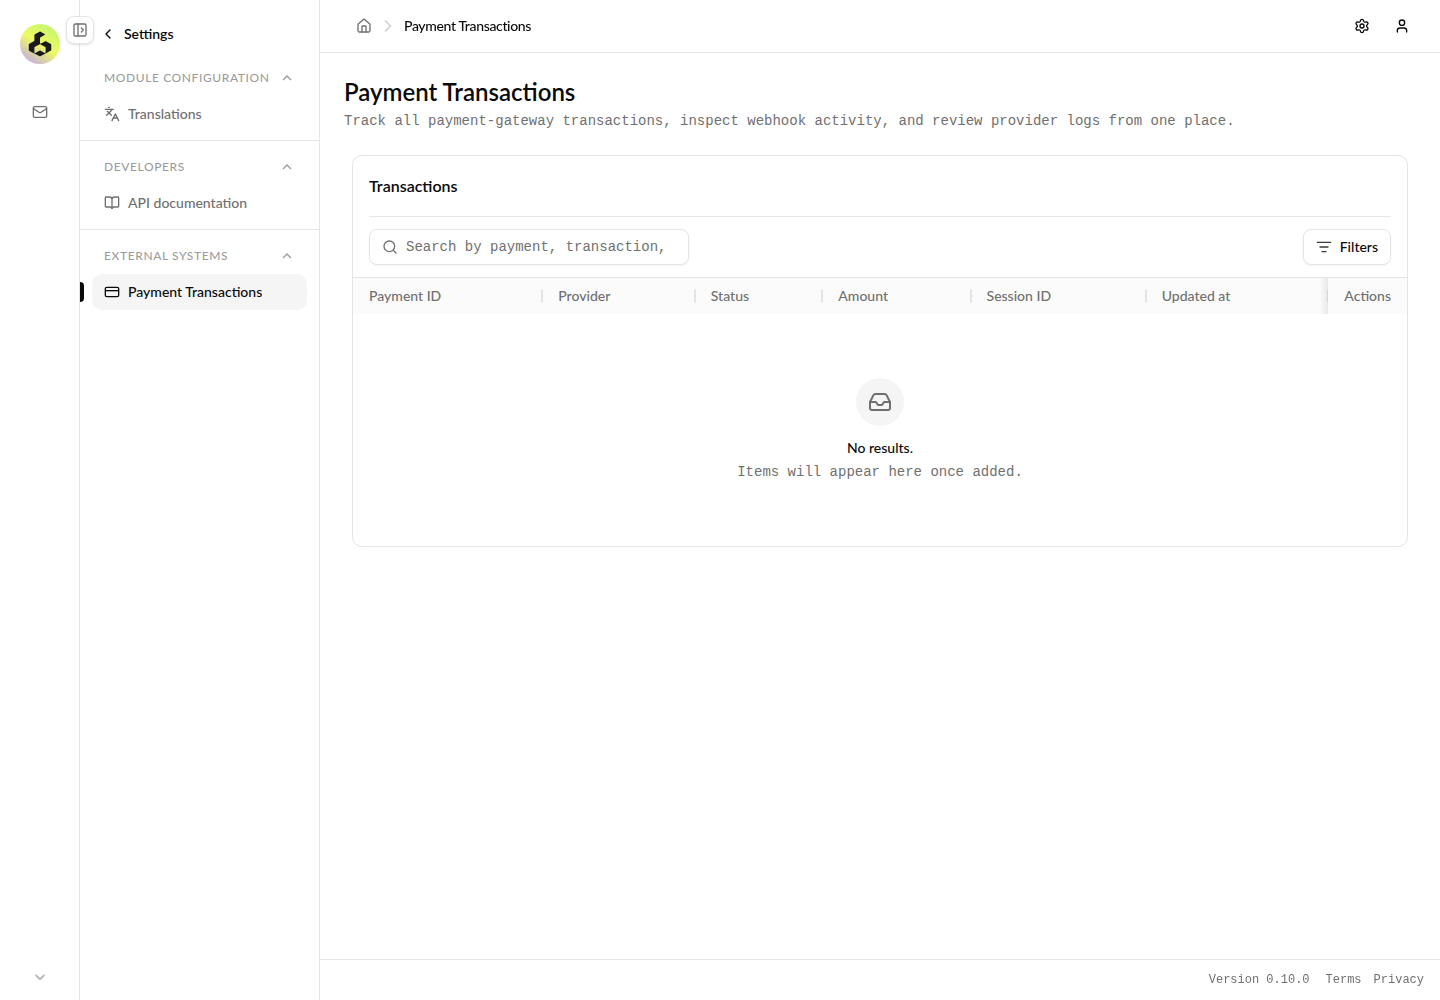 Settings
MODULE CONFIGURATION
Translations
DEVELOPERS
API documentation
EXTERNAL SYSTEMS
Payment Transactions
Payment Transactions
Payment Transactions
Track all payment-gateway transactions, inspect webhook activity, and review provider logs from one place.
Transactions
Search by payment, transaction,
Filters
Payment ID Provider Status Amount Session ID Updated at Actions
No results.
Items will appear here once added.
Version 0.10.0 Terms Privacy